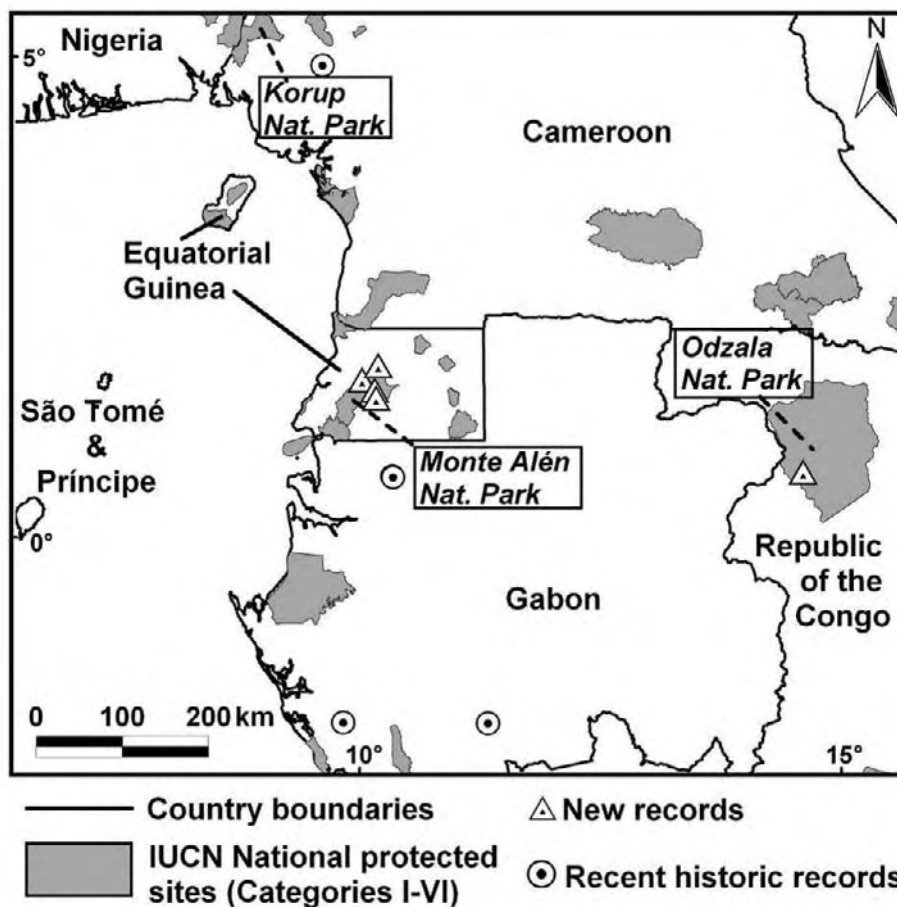 Nigeria
N
5°
Korup
Nat. Park
Cameroon
Equatorial
Guinea
Odzala
Nat. Park
São Tomé
&
Príncipe
Monte Alén
Nat. Park
0°
Republic
of the
Congo
Gabon
0 100 200 km
10° 15°
Country boundaries
New records
IUCN National protected
sites (Categories I-VI)
Recent historic records